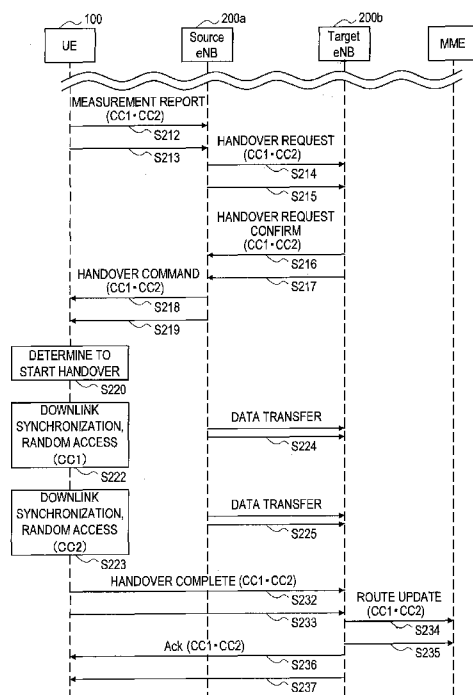 100
200a
200b
UE
Source
eNB
Target
eNB
MME
MEASUREMENT REPORT
(CC1・CC2)
S212
S213
HANDOVER REQUEST
(CC1・CC2)
S214
S215
HANDOVER REQUEST
CONFIRM
(CC1・CC2)
S216
S217
HANDOVER COMMAND
(CC1・CC2)
S218
S219
DETERMINE TO
START HANDOVER
S220
DOWNLINK
SYNCHRONIZATION,
RANDOM ACCESS
(CC1)
S222
DATA TRANSFER
S224
DOWNLINK
SYNCHRONIZATION,
RANDOM ACCESS
(CC2)
S223
DATA TRANSFER
S225
HANDOVER COMPLETE (CC1・CC2)
S232
S233
ROUTE UPDATE
(CC1・CC2)
S234
S235
Ack (CC1・CC2)
S236
S237